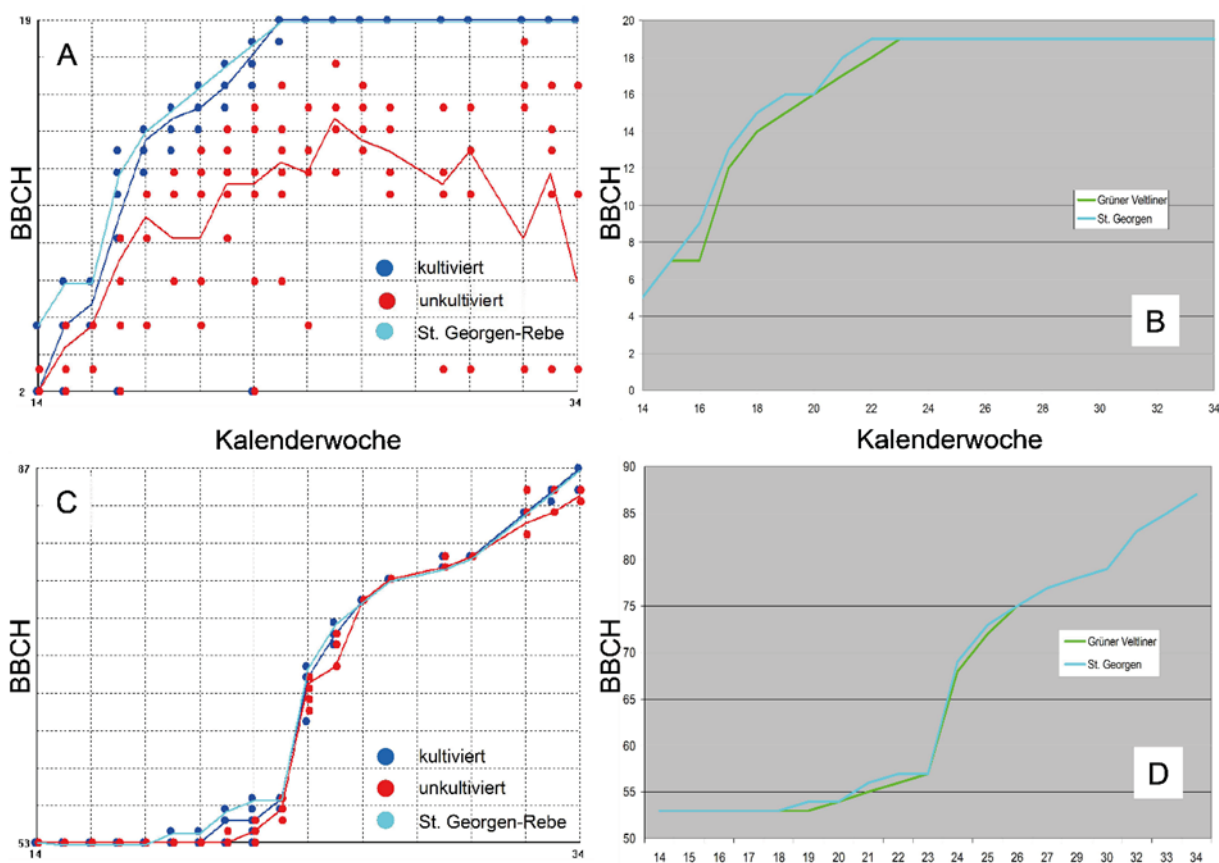 19
A
BBCH
kultiviert
unkultiviert
St. Georgen-Rebe
2
14
34
20
18
16
14
12
10
8
6
4
2
0
BBCH
Grüner Veltliner
St. Georgen
B
14 16 18 20 22 24 26 28 30 32 34
Kalenderwoche
Kalenderwoche
87
C
BBCH
kultiviert
unkultiviert
St. Georgen-Rebe
53
14
34
90
85
80
75
70
65
60
55
50
BBCH
Grüner Veltliner
St. Georgen
D
14 15 16 17 18 19 20 21 22 23 24 25 26 27 29 30 32 33 34